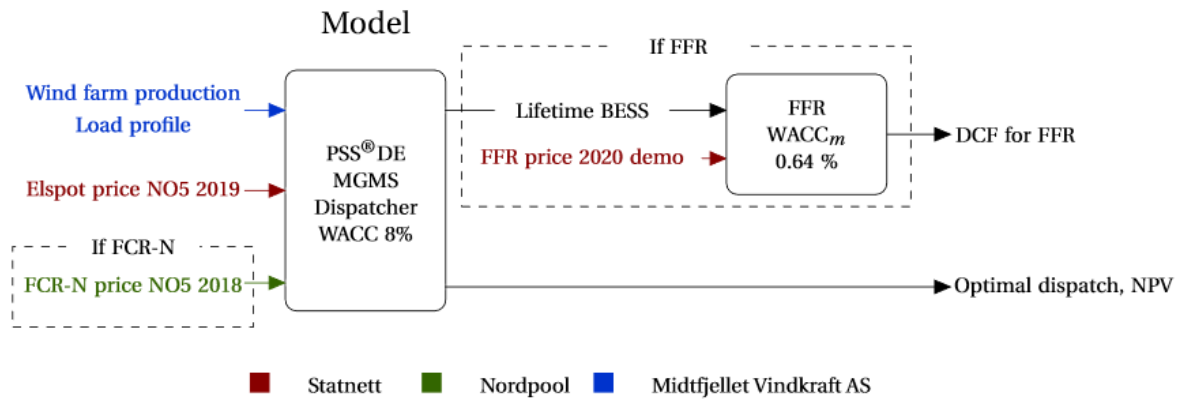 Model
If FFR
Wind farm production
Load profile
Lifetime BESS
FFR
WACCm
0.64 %
DCF for FFR
PSS®DE
MGMS
Dispatcher
WACC 8%
FFR price 2020 demo
Elspot price NO5 2019
If FCR-N
FCR-N price NO5 2018
Optimal dispatch, NPV
Statnett
Nordpool
Midtfjellet Vindkraft AS